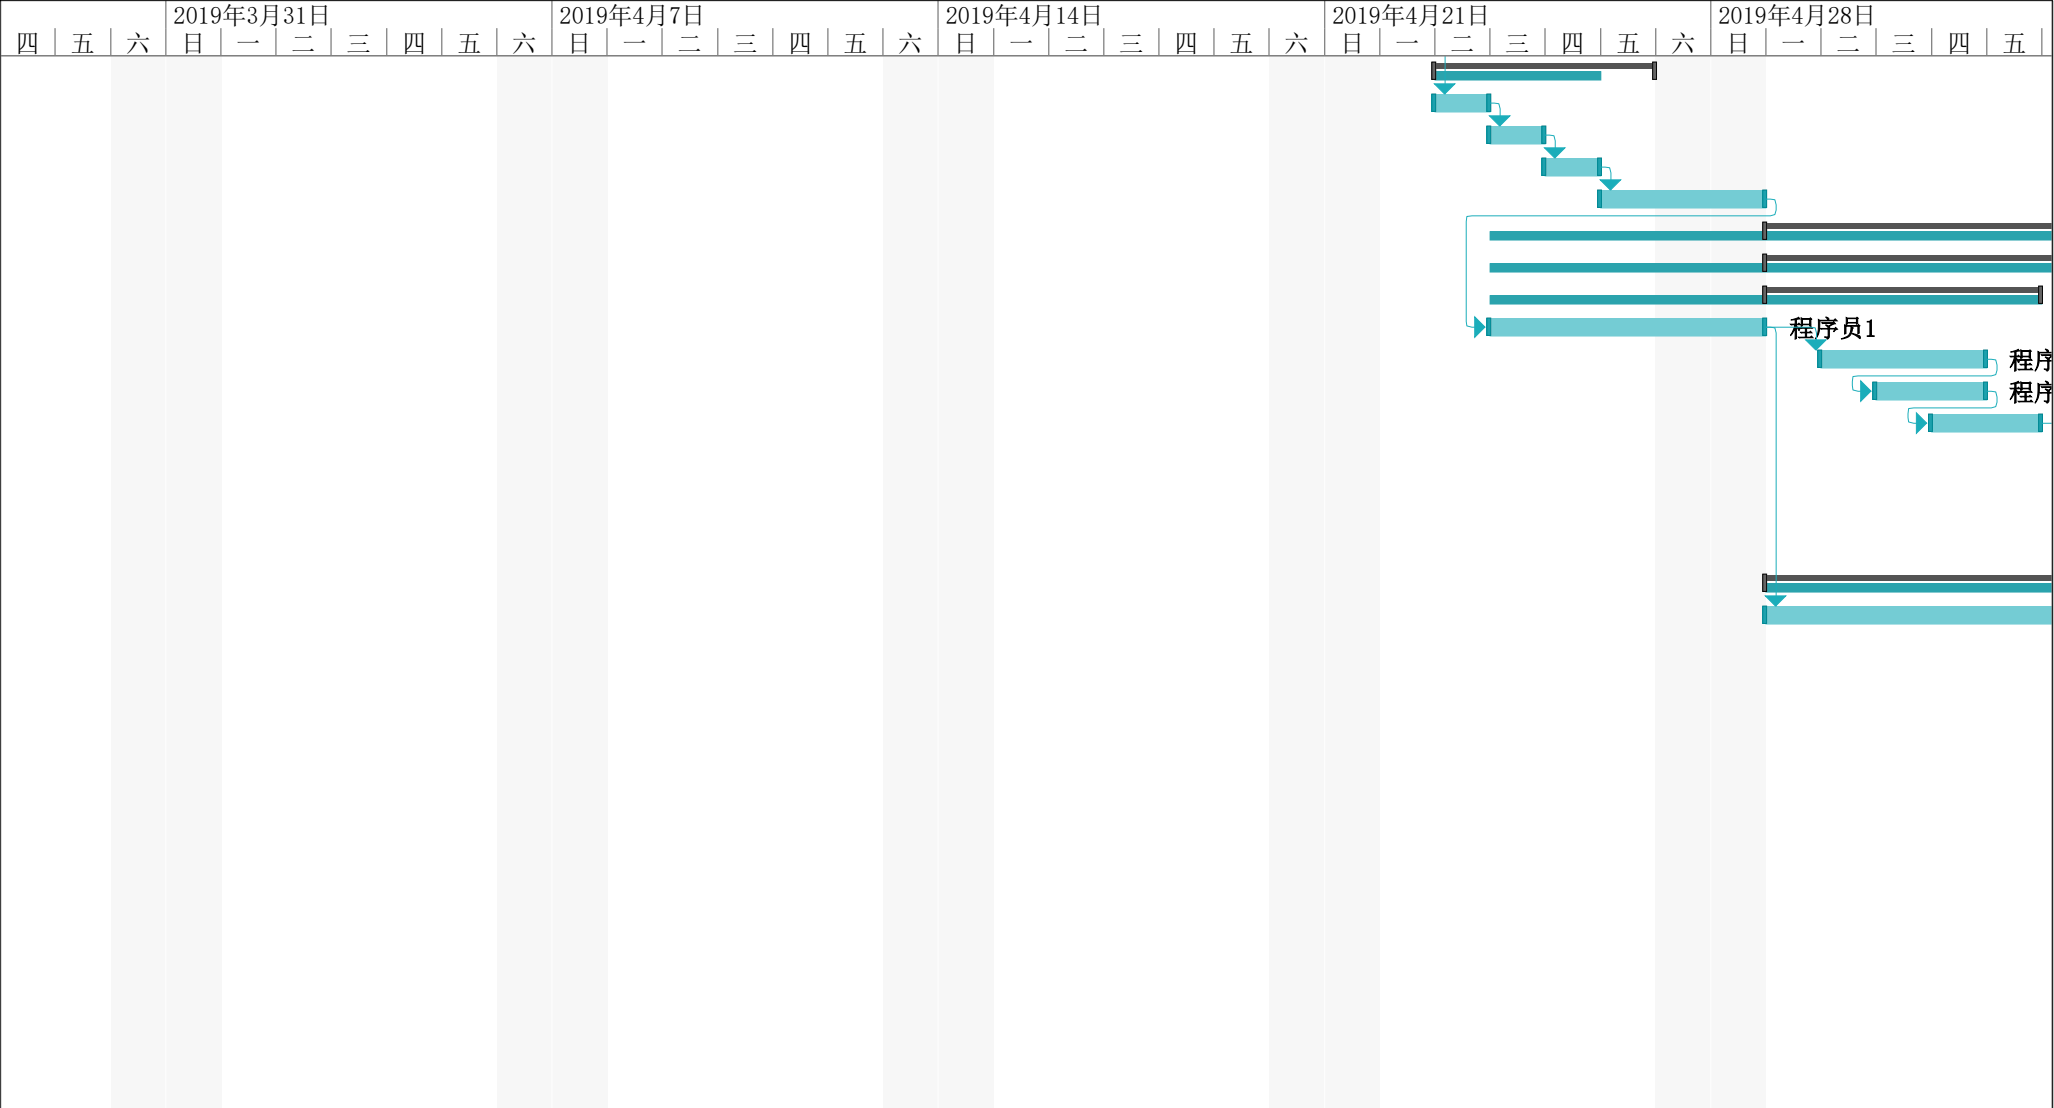 2019年3月31日 2019年4月7日 2019年4月14日 2019年4月21日 2019年4月28日
四 五 六 日 一 二 三 四 五 六 日 一 二 三 四 五 六 日 一 二 三 四 五 六 日 一 二 三 四 五 六 日 一 二 三 四 五
程序员1
程序
程序